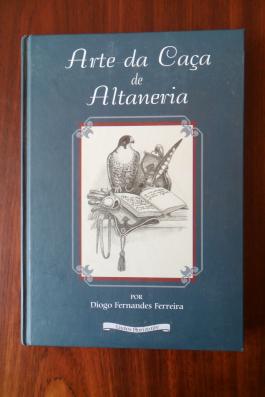 Arte da Caça
de
Altaneria
POR
Diogo Fernandes Ferreira